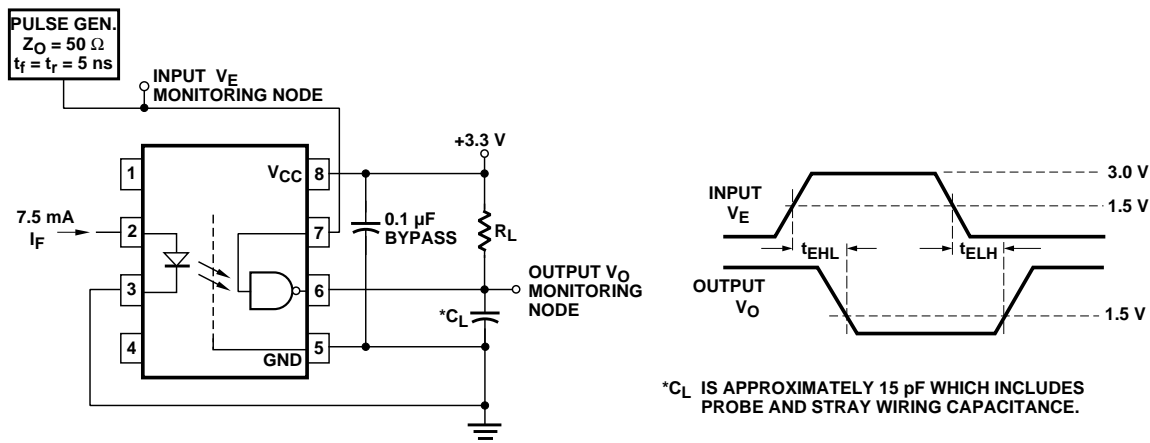 PULSE GEN.
ZO = 50 Ω
tf = tr = 5 ns
INPUT VE
MONITORING NODE
+3.3 V
1
VCC
8
7.5 mA
IF
2
7
0.1 µF
BYPASS
RL
3
6
OUTPUT VO
MONITORING
NODE
*CL
4
GND
5
INPUT
VE
3.0 V
1.5 V
tEHL
tELH
OUTPUT
VO
1.5 V
*CL IS APPROXIMATELY 15 pF WHICH INCLUDES
PROBE AND STRAY WIRING CAPACITANCE.